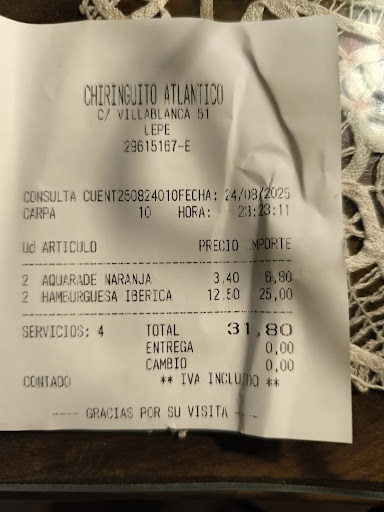 CHIRINGUITO ATLANTICO
C/ VILLABLANCA 51
LEPE
29615167-E
CONSULTA CUENT250824010FECHA: 24/08/2025
CARPA 10 HORA: 23:23:11
Ud ARTICULO PRECIO IMPORTE
2 AQUARADE NARANJA 3,40 6,80
2 HAMBURGUESA IBERICA 12,50 25,00
SERVICIOS: 4 TOTAL 31,80
ENTREGA 0,00
CAMBIO 0,00
CONTADO ** IVA INCLUIDO **
---- GRACIAS POR SU VISITA ----